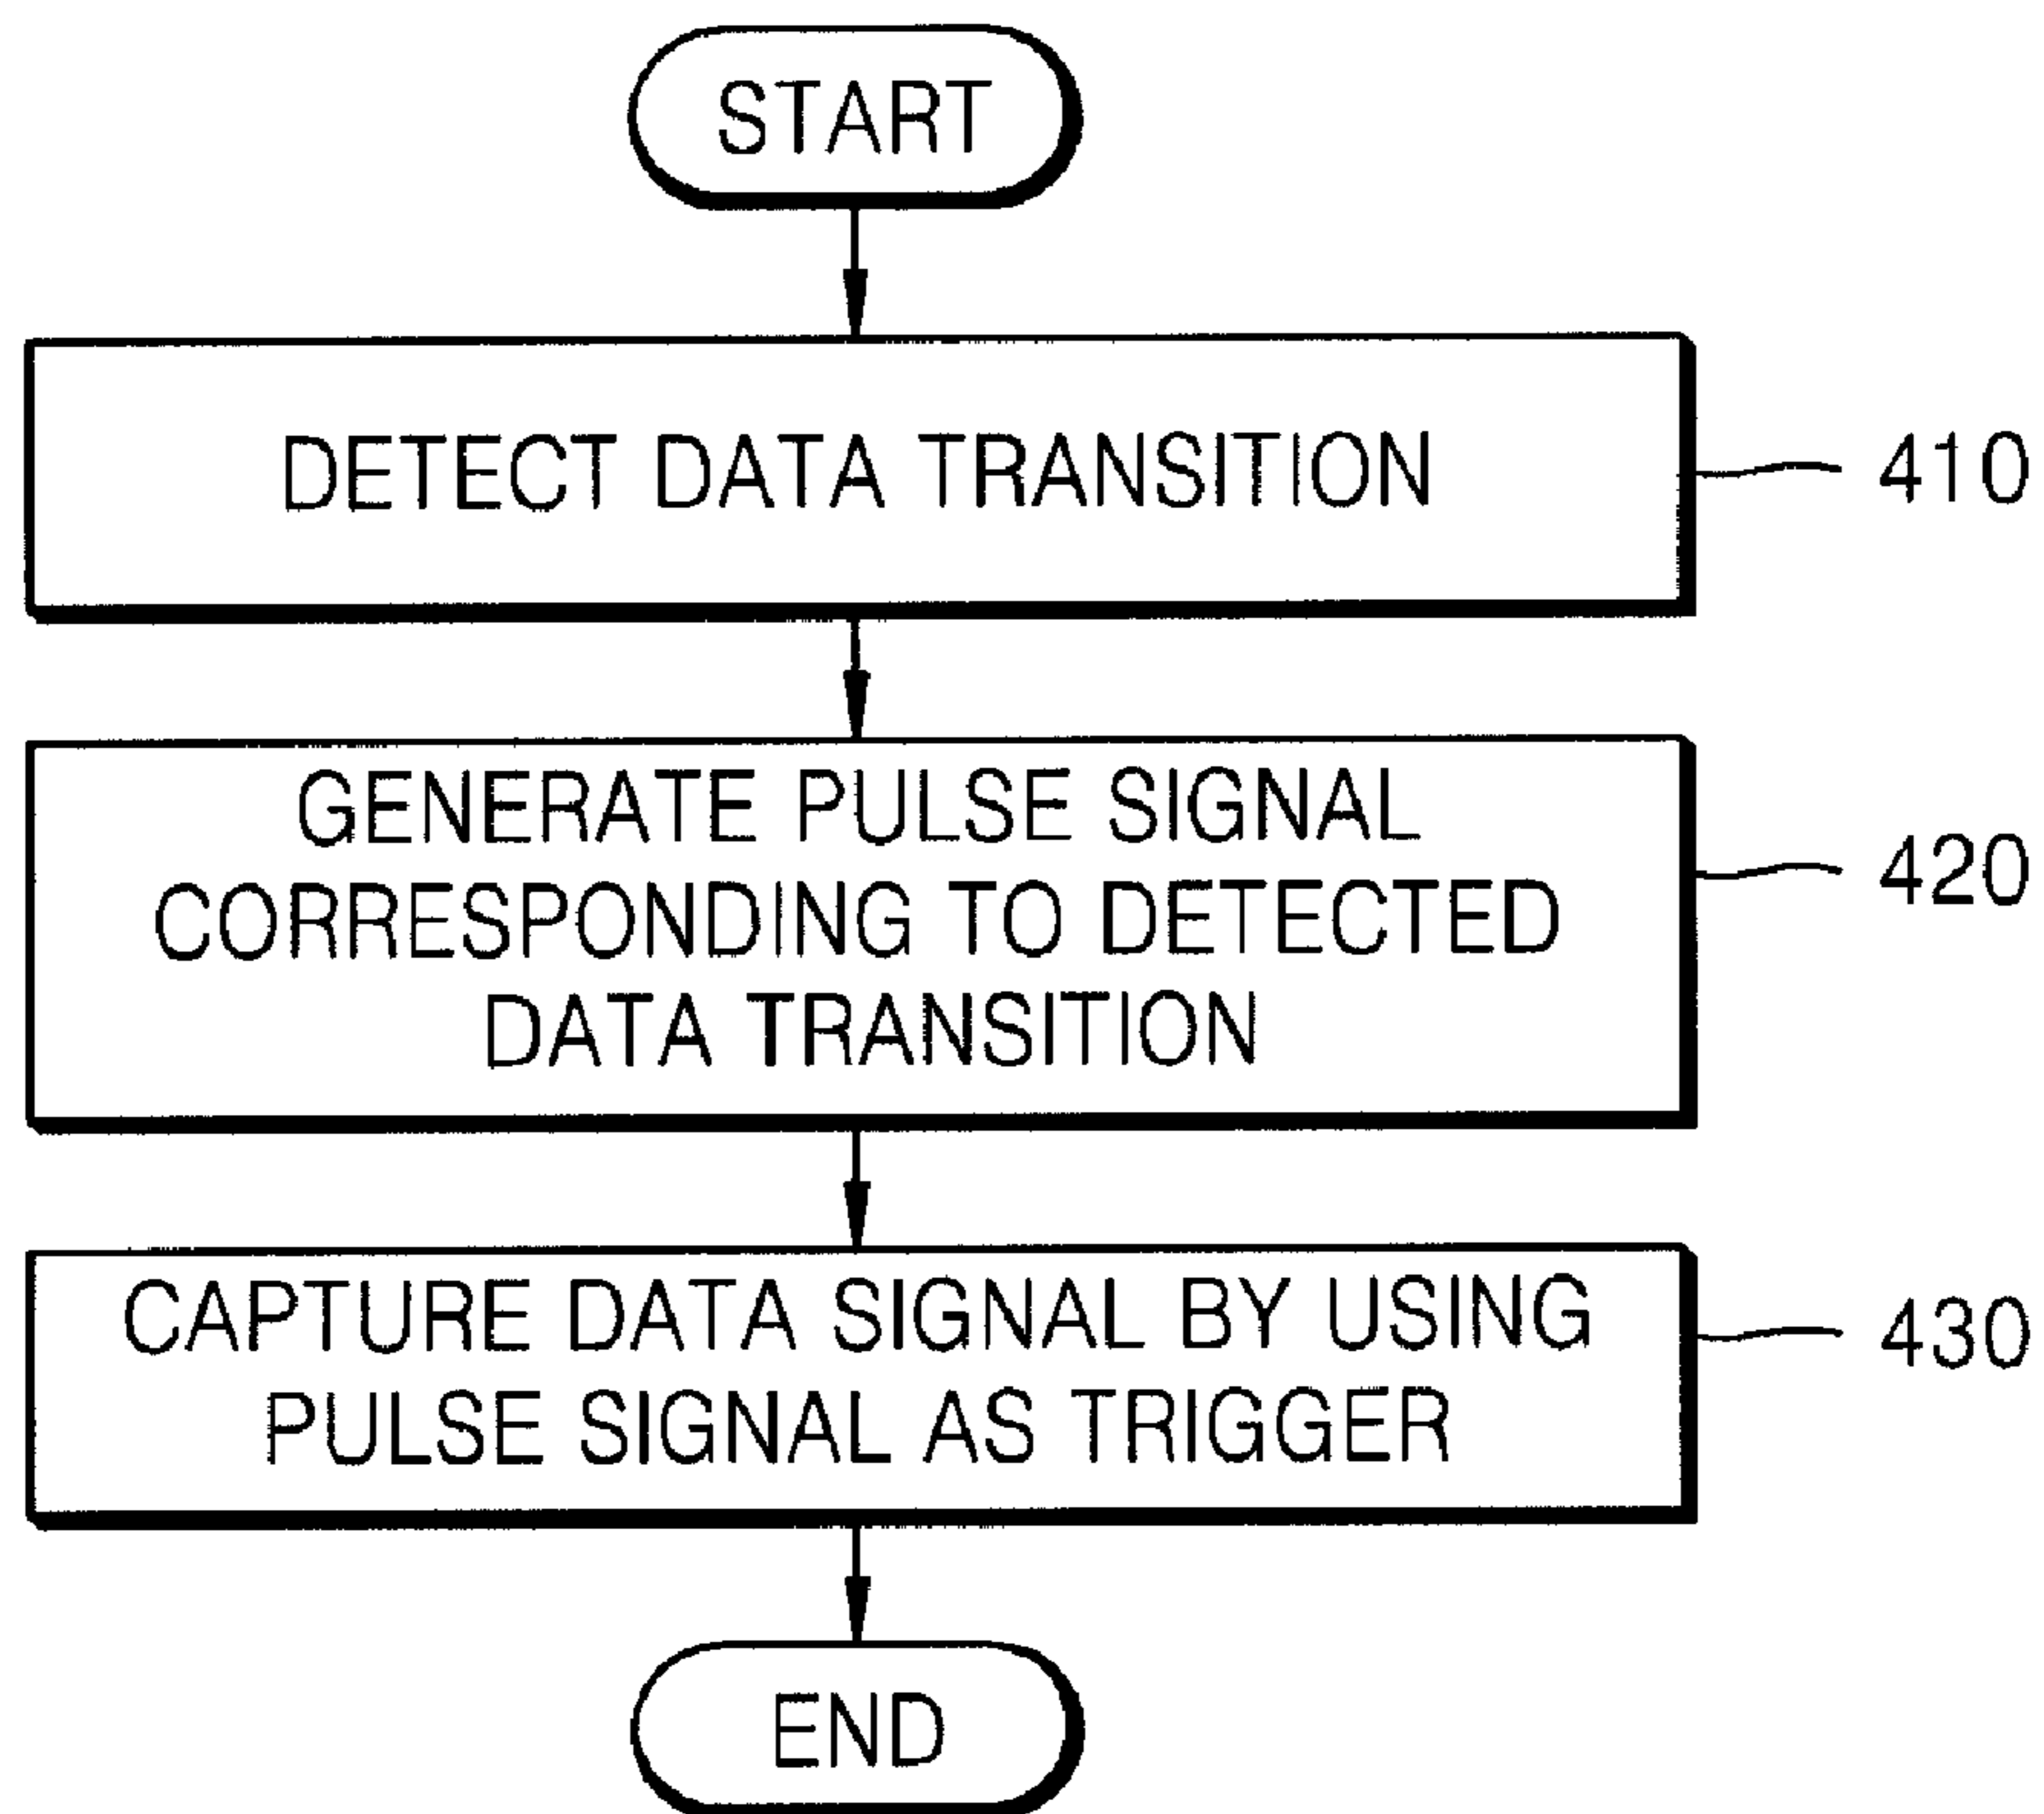 START
DETECT DATA TRANSITION
410
GENERATE PULSE SIGNAL
CORRESPONDING TO DETECTED
DATA TRANSITION
420
CAPTURE DATA SIGNAL BY USING
PULSE SIGNAL AS TRIGGER
430
END